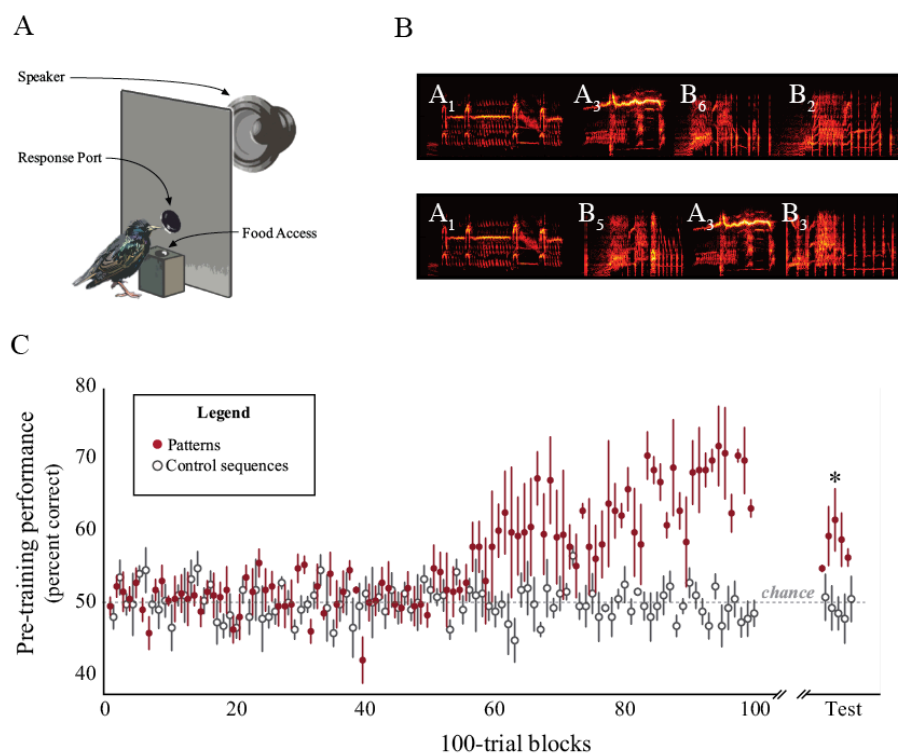 A
Speaker
Response Port
Food Access
B
A1 A3 B6 B2
A1 B5 A3 B3
C
Pre-training performance
(percent correct)
80
70
60
50
40
Legend
Patterns
Control sequences
*
chance
0 20 40 60 80 100 Test
100-trial blocks